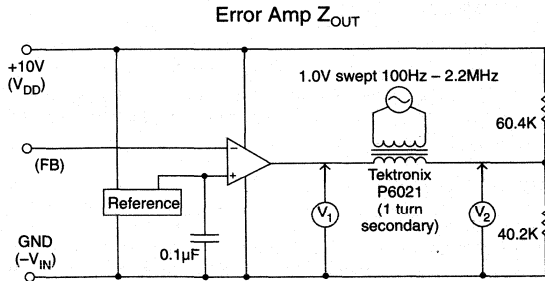 Error Amp ZOUT
+10V
(VDD)
1.0V swept 100Hz – 2.2MHz
60.4K
(FB)
−
+
Tektronix
P6021
(1 turn
secondary)
Reference
V1
V2
GND
(−VIN)
0.1µF
40.2K